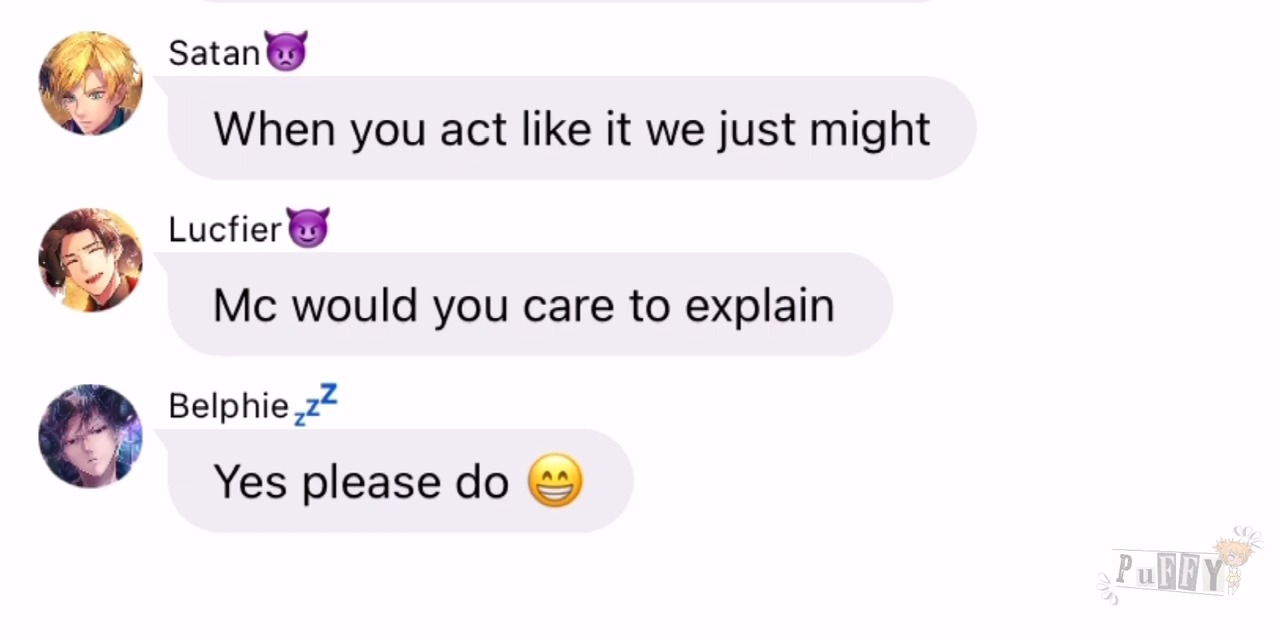 Satan👿
When you act like it we just might
Lucfier😈
Mc would you care to explain
Belphie💤
Yes please do 😁
PuFFY